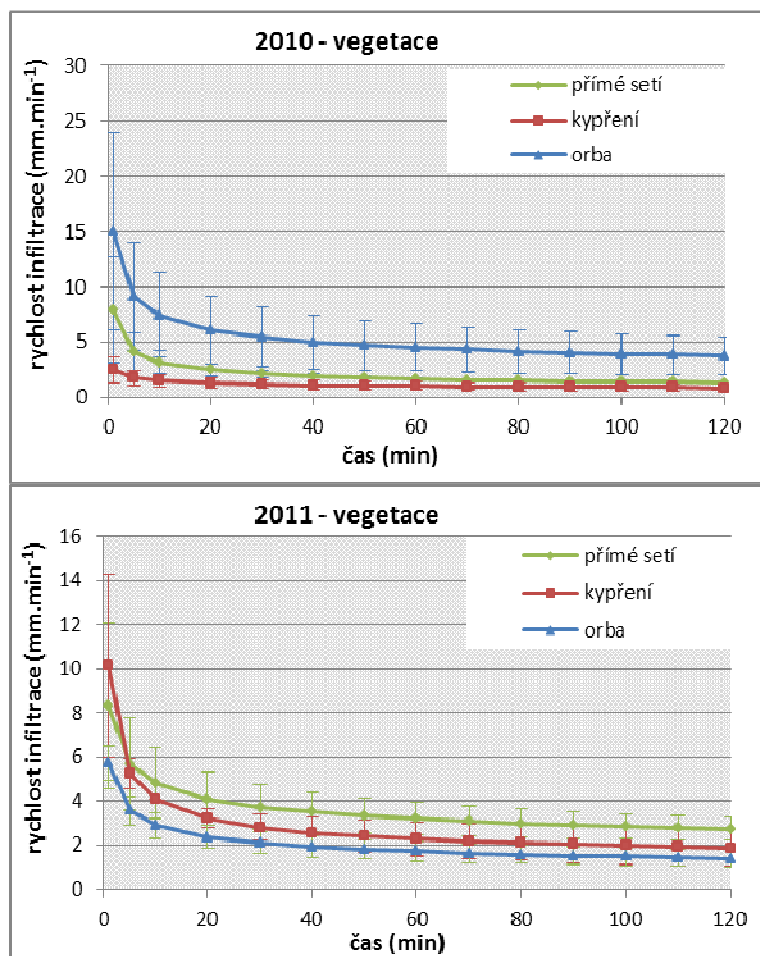 2010 - vegetace
rychlost infiltrace (mm.min⁻¹)
30
25
20
15
10
5
0
přímé setí
kypření
orba
0 20 40 60 80 100 120
čas (min)
2011 - vegetace
rychlost infiltrace (mm.min⁻¹)
16
14
12
10
8
6
4
2
0
přímé setí
kypření
orba
0 20 40 60 80 100 120
čas (min)